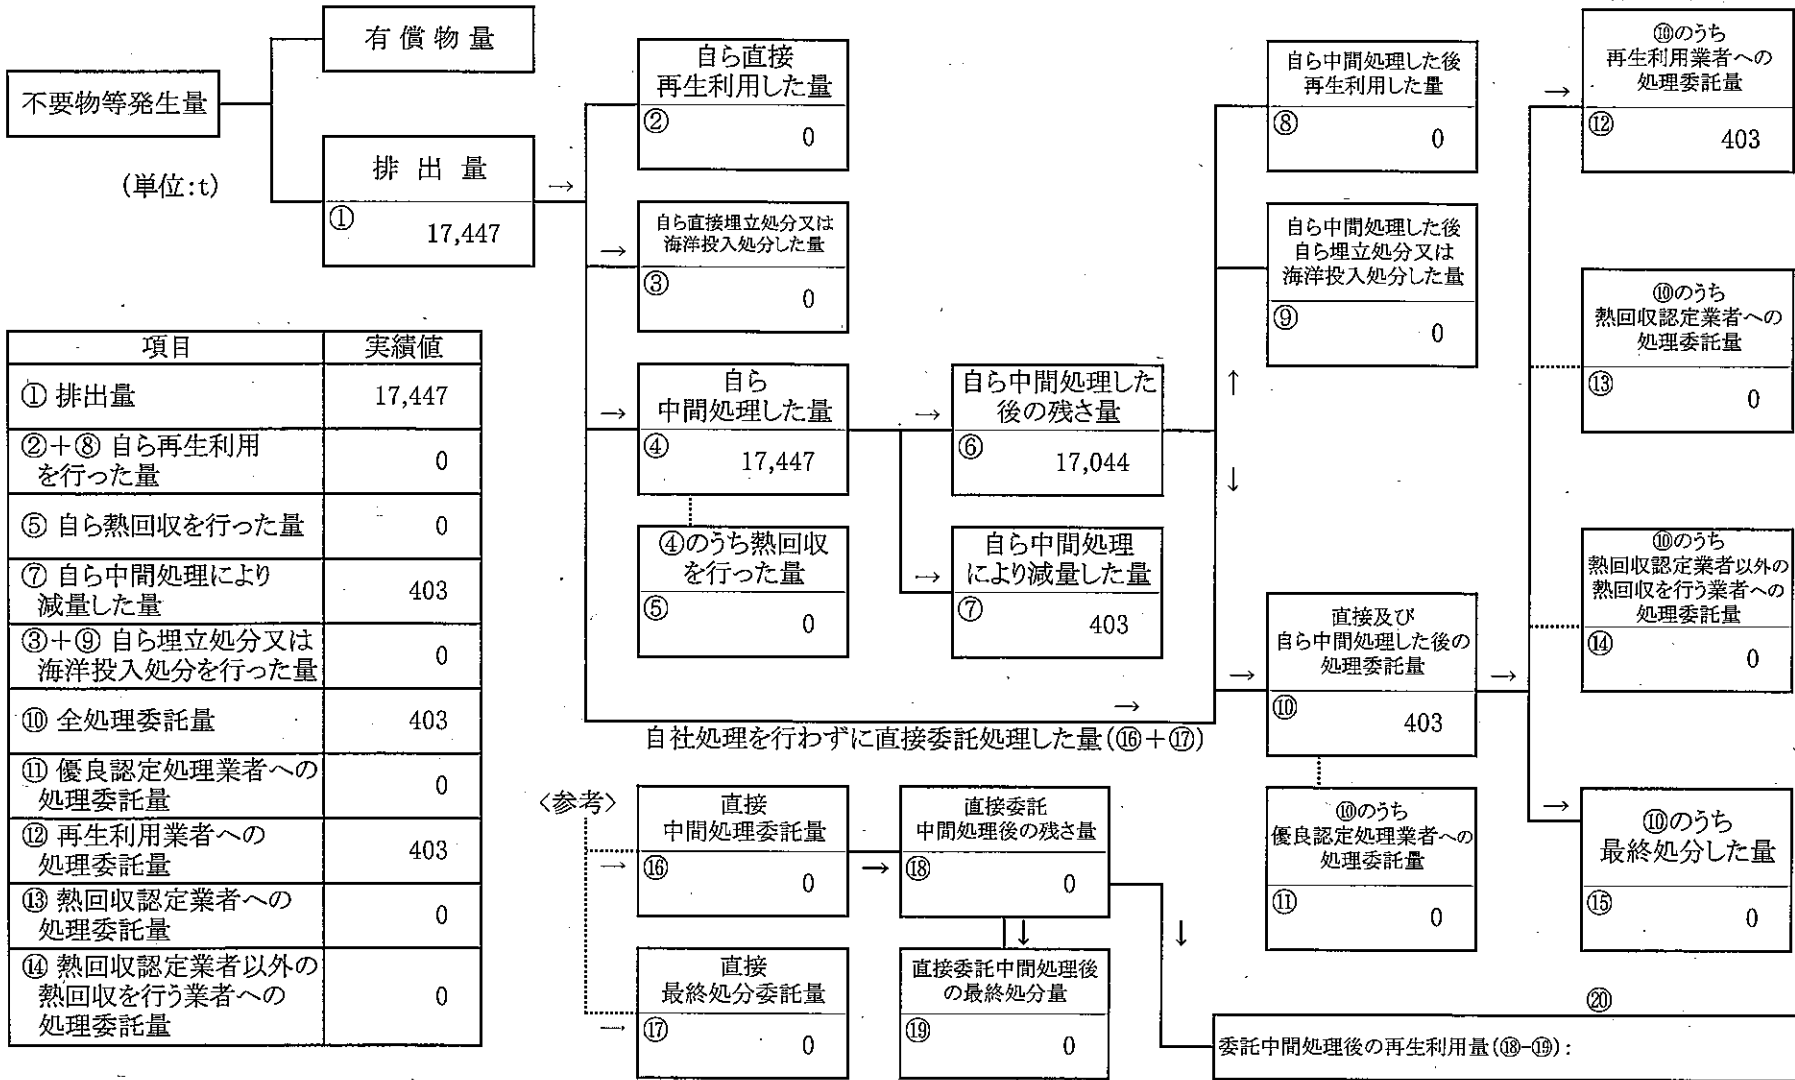 不要物等発生量
有償物量
(単位:t)
排出量
① 17,447
→
自ら直接
再生利用した量
② 0
→
自ら直接埋立処分又は
海洋投入処分した量
③ 0
→
自ら
中間処理した量
④ 17,447
④のうち熱回収
を行った量
⑤ 0
→
自ら中間処理した
後の残さ量
⑥ 17,044
→
自ら中間処理
により減量した量
⑦ 403
自ら中間処理した後
再生利用した量
⑧ 0
自ら中間処理した後
自ら埋立処分又は
海洋投入処分した量
⑨ 0
↑
↓
→
自社処理を行わずに直接委託処理した量(⑯+⑰)
→
直接及び
自ら中間処理した後の
処理委託量
⑩ 403
→
⑩のうち
優良認定処理業者への
処理委託量
⑪ 0
→
⑩のうち
再生利用業者への
処理委託量
⑫ 403
⑩のうち
熱回収認定業者への
処理委託量
⑬ 0
⑩のうち
熱回収認定業者以外の
熱回収を行う業者への
処理委託量
⑭ 0
→
⑩のうち
最終処分した量
⑮ 0
項目 実績値
① 排出量 17,447
②+⑧ 自ら再生利用
を行った量 0
⑤ 自ら熱回収を行った量 0
⑦ 自ら中間処理により
減量した量 403
③+⑨ 自ら埋立処分又は
海洋投入処分を行った量 0
⑩ 全処理委託量 403
⑪ 優良認定処理業者への
処理委託量 0
⑫ 再生利用業者への
処理委託量 403
⑬ 熱回収認定業者への
処理委託量 0
⑭ 熱回収認定業者以外の
熱回収を行う業者への
処理委託量 0
〈参考〉
→
直接
中間処理委託量
⑯ 0
→
直接委託
中間処理後の残さ量
⑱ 0
→
直接
最終処分委託量
⑰ 0
↓
直接委託中間処理後
の最終処分量
⑲ 0
↓
⑳
委託中間処理後の再生利用量(⑱-⑲):